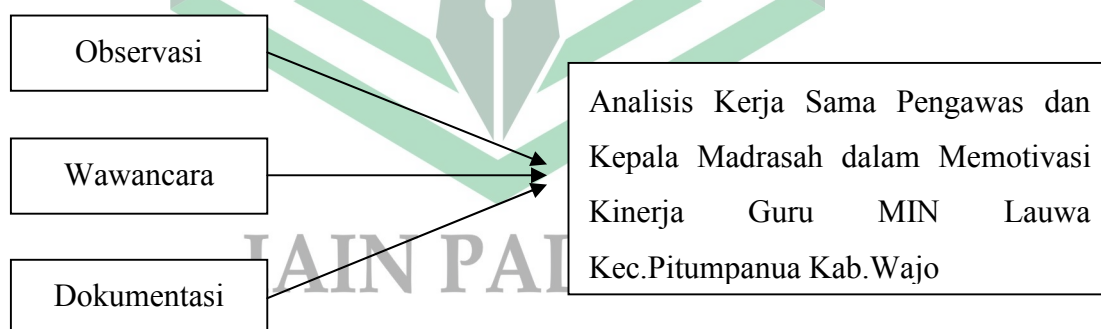 Observasi
Wawancara
Dokumentasi
Analisis Kerja Sama Pengawas dan
Kepala Madrasah dalam Memotivasi
Kinerja Guru MIN Lauwa
Kec.Pitumpanua Kab.Wajo
IAIN PAL